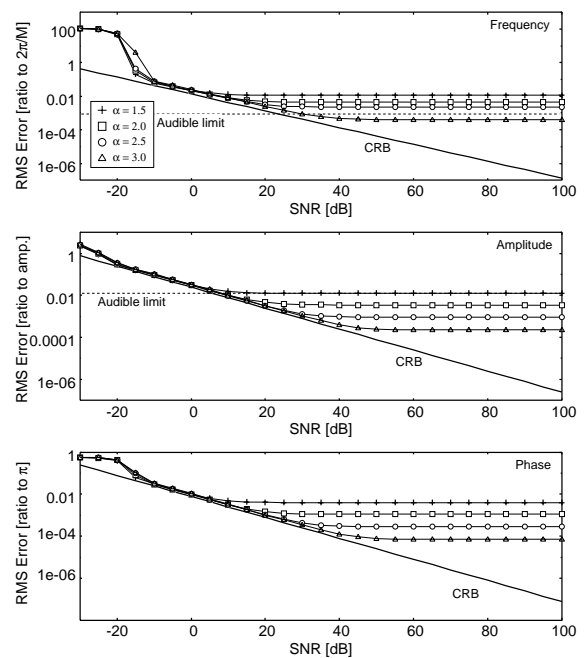 Frequency
RMS Error [ratio to 2π/M]
100
1
0.01
1e-04
1e-06
α = 1.5
α = 2.0
α = 2.5
α = 3.0
Audible limit
CRB
-20 0 20 40 60 80 100
SNR [dB]
Amplitude
RMS Error [ratio to amp.]
1
0.01
0.0001
1e-06
Audible limit
CRB
-20 0 20 40 60 80 100
SNR [dB]
Phase
RMS Error [ratio to π]
1
0.01
1e-04
1e-06
CRB
-20 0 20 40 60 80 100
SNR [dB]